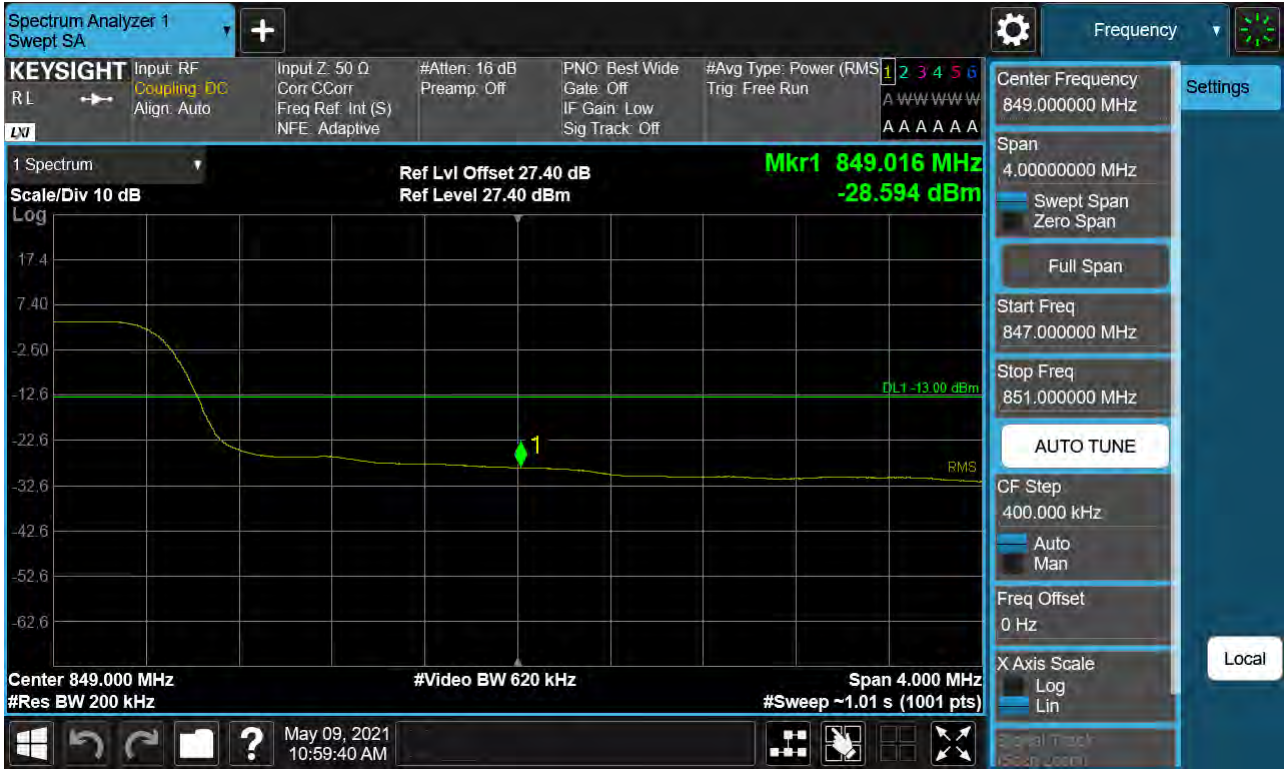 Spectrum Analyzer 1
Swept SA
Frequency
KEYSIGHT
RL
LXI
Input: RF
Coupling: DC
Align: Auto
Input Z: 50 Ω
Corr CCorr
Freq Ref: Int (S)
NFE: Adaptive
#Atten: 16 dB
Preamp: Off
PNO: Best Wide
Gate: Off
IF Gain: Low
Sig Track: Off
#Avg Type: Power (RMS
Trig: Free Run
1 2 3 4 5 6
A W W W W W
A A A A A A
1 Spectrum
Scale/Div 10 dB
Log
Ref Lvl Offset 27.40 dB
Ref Level 27.40 dBm
Mkr1 849.016 MHz
-28.594 dBm
17.4
7.40
-2.60
-12.6
-22.6
-32.6
-42.6
-52.6
-62.6
DL1 -13.00 dBm
1
RMS
Center 849.000 MHz
#Res BW 200 kHz
#Video BW 620 kHz
Span 4.000 MHz
#Sweep ~1.01 s (1001 pts)
Center Frequency
849.000000 MHz
Span
4.00000000 MHz
Swept Span
Zero Span
Full Span
Start Freq
847.000000 MHz
Stop Freq
851.000000 MHz
AUTO TUNE
CF Step
400.000 kHz
Auto
Man
Freq Offset
0 Hz
X Axis Scale
Log
Lin
Signal Track
(Span Zoom)
Settings
Local
?
May 09, 2021
10:59:40 AM